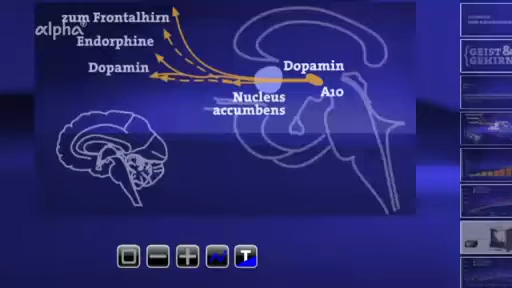 zum Frontalhirn
alpha
Endorphine
Dopamin
Dopamin
A10
Nucleus
accumbens
{GEIST&
GEHIRN
T